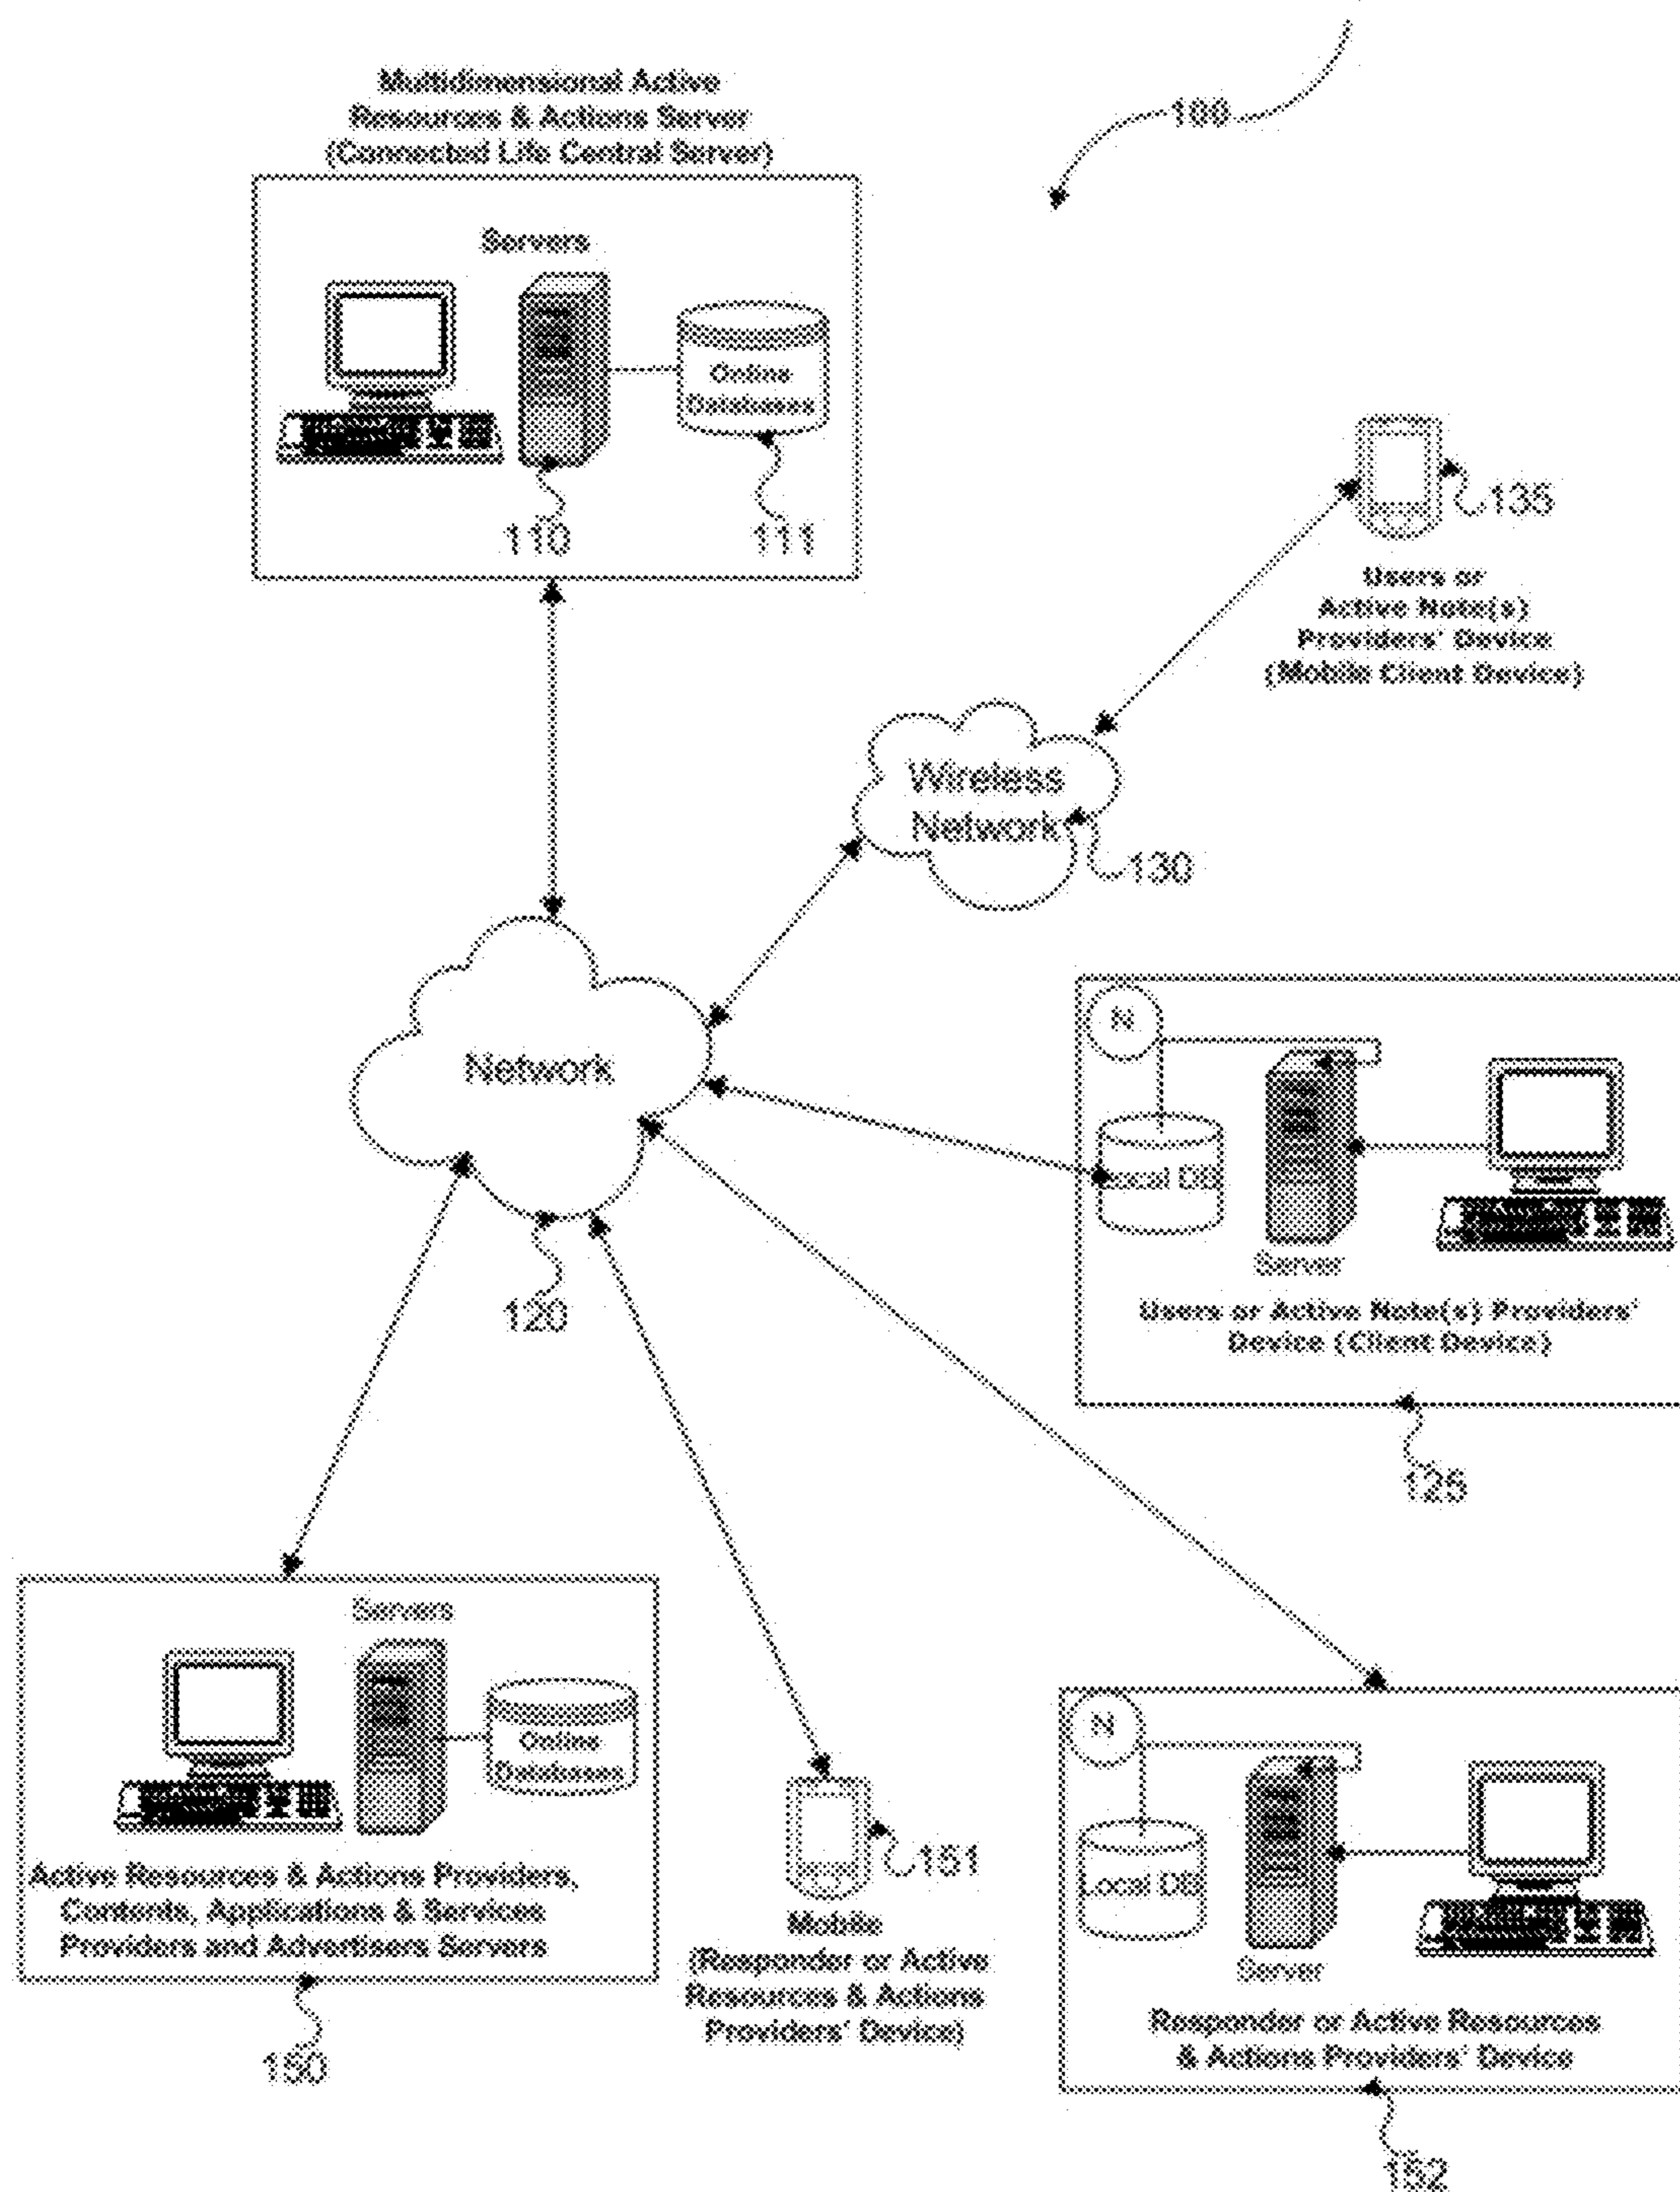 100
Multidimensional Active
Resources & Actions Server
(Connected Life Central Server)
Servers
Online
Databases
110
111
135
Users or
Active Note(s)
Providers' Device
(Mobile Client Device)
Wireless
Network
130
Network
120
N
Local DB
Server
Users or Active Note(s) Providers'
Device (Client Device)
125
Servers
Online
Databases
Active Resources & Actions Providers,
Contents, Applications & Services
Providers and Advertisers Servers
150
151
Mobile
(Responder or Active
Resources & Actions
Providers' Device)
N
Local DB
Server
Responder or Active Resources
& Actions Providers' Device
152